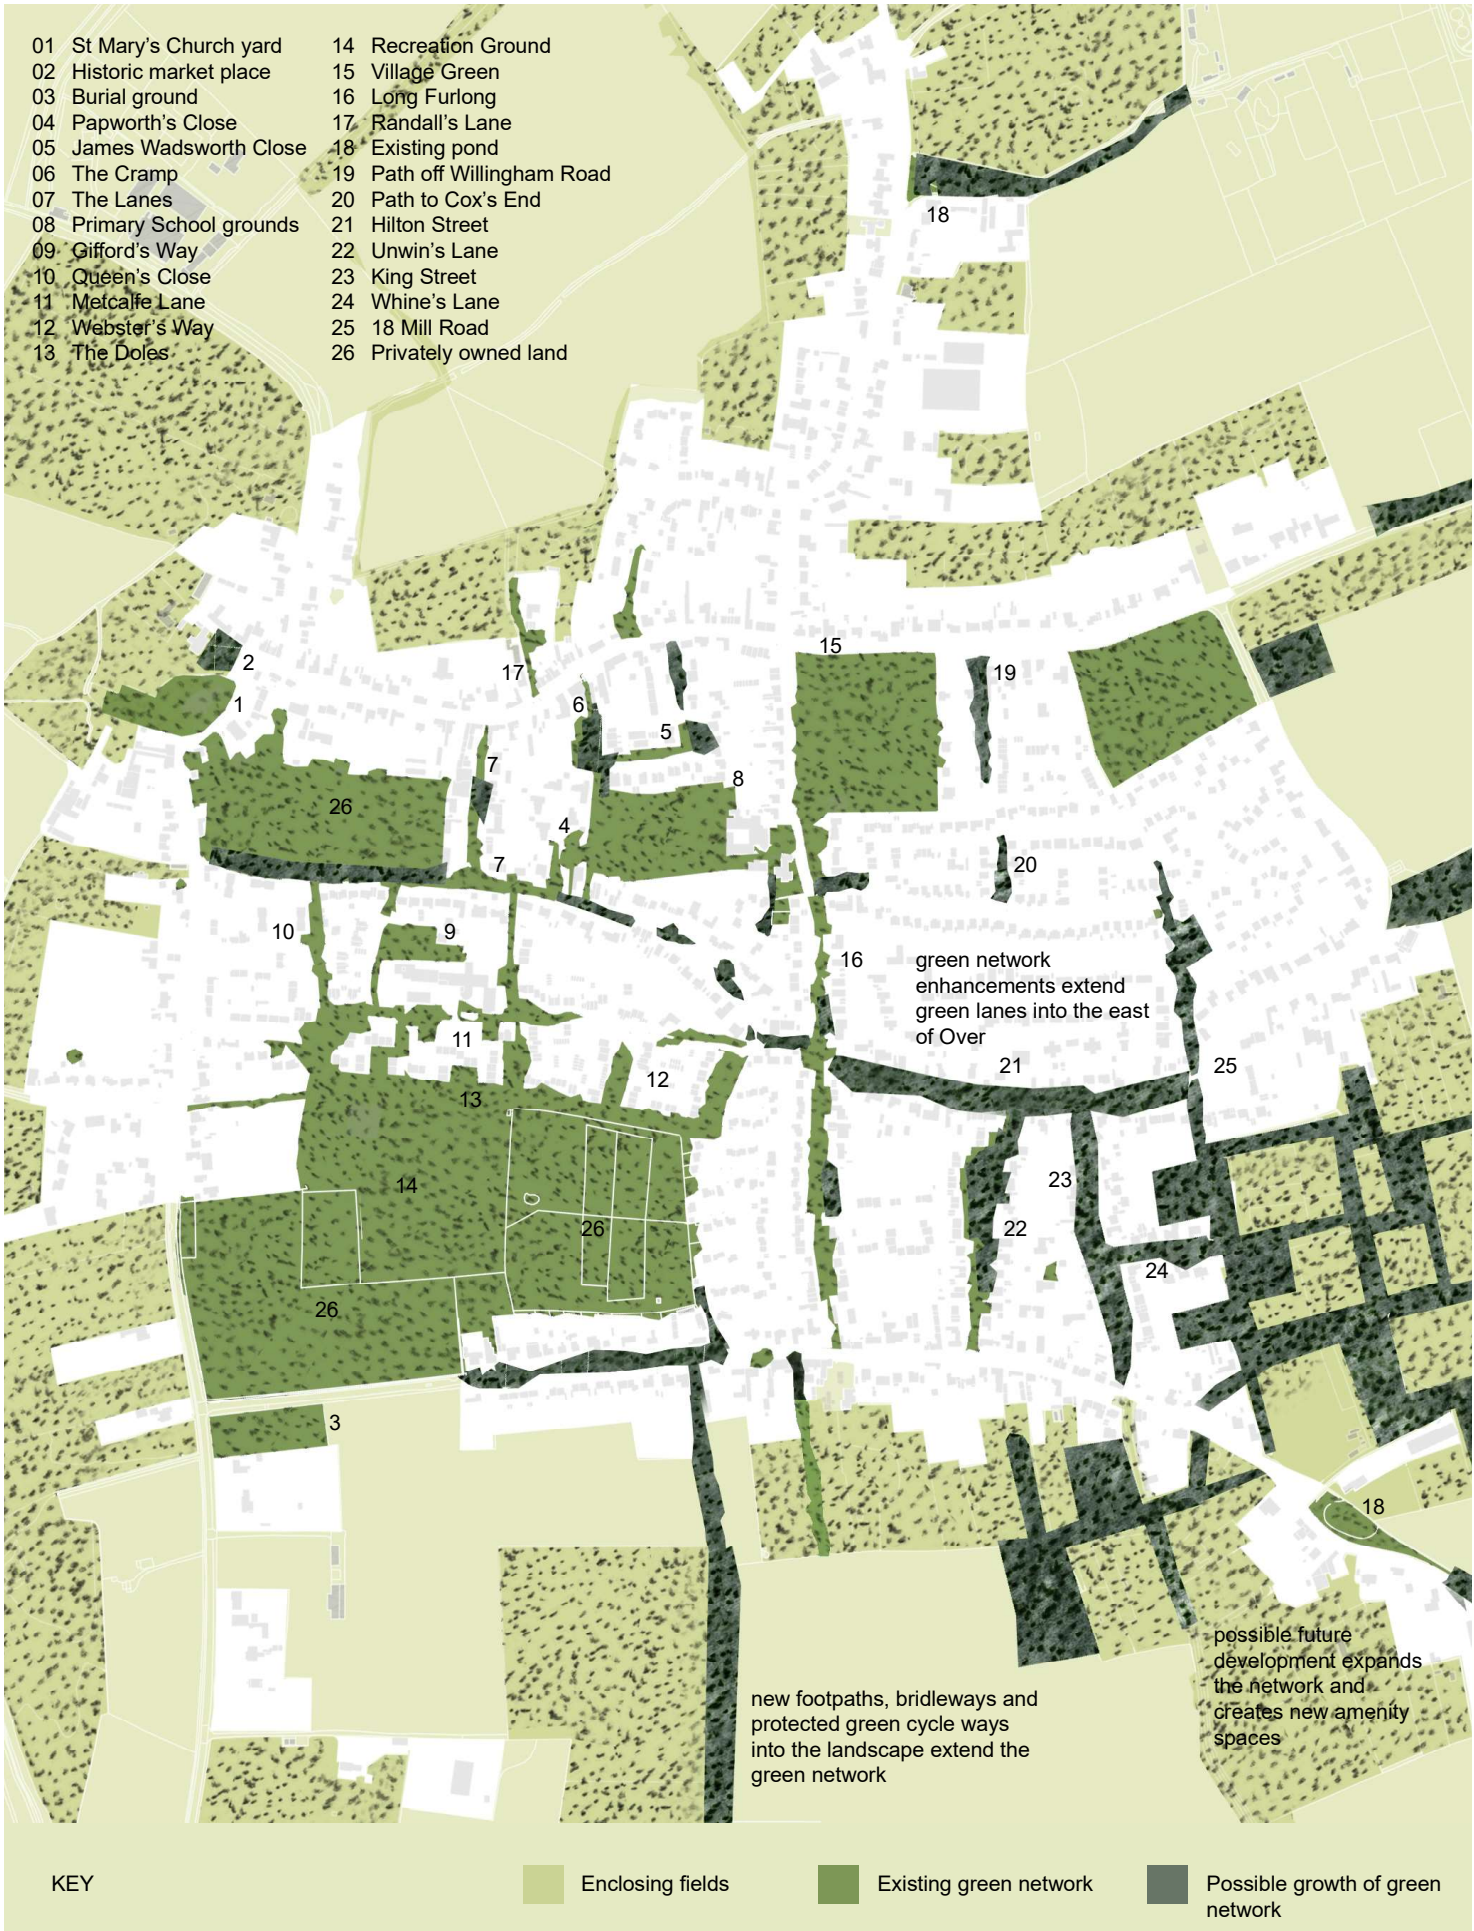 01 St Mary's Church yard
02 Historic market place
03 Burial ground
04 Papworth's Close
05 James Wadsworth Close
06 The Cramp
07 The Lanes
08 Primary School grounds
09 Gifford's Way
10 Queen's Close
11 Metcalfe Lane
12 Webster's Way
13 The Doles
14 Recreation Ground
15 Village Green
16 Long Furlong
17 Randall's Lane
18 Existing pond
19 Path off Willingham Road
20 Path to Cox's End
21 Hilton Street
22 Unwin's Lane
23 King Street
24 Whine's Lane
25 18 Mill Road
26 Privately owned land
18
15
2
17
19
1
6
5
7
8
26
4
7
20
10
9
16
green network
enhancements extend
green lanes into the east
of Over
11
21
25
12
13
14
23
26
22
24
26
3
18
possible future
development expands
the network and
creates new amenity
spaces
new footpaths, bridleways and
protected green cycle ways
into the landscape extend the
green network
KEY
Enclosing fields
Existing green network
Possible growth of green
network